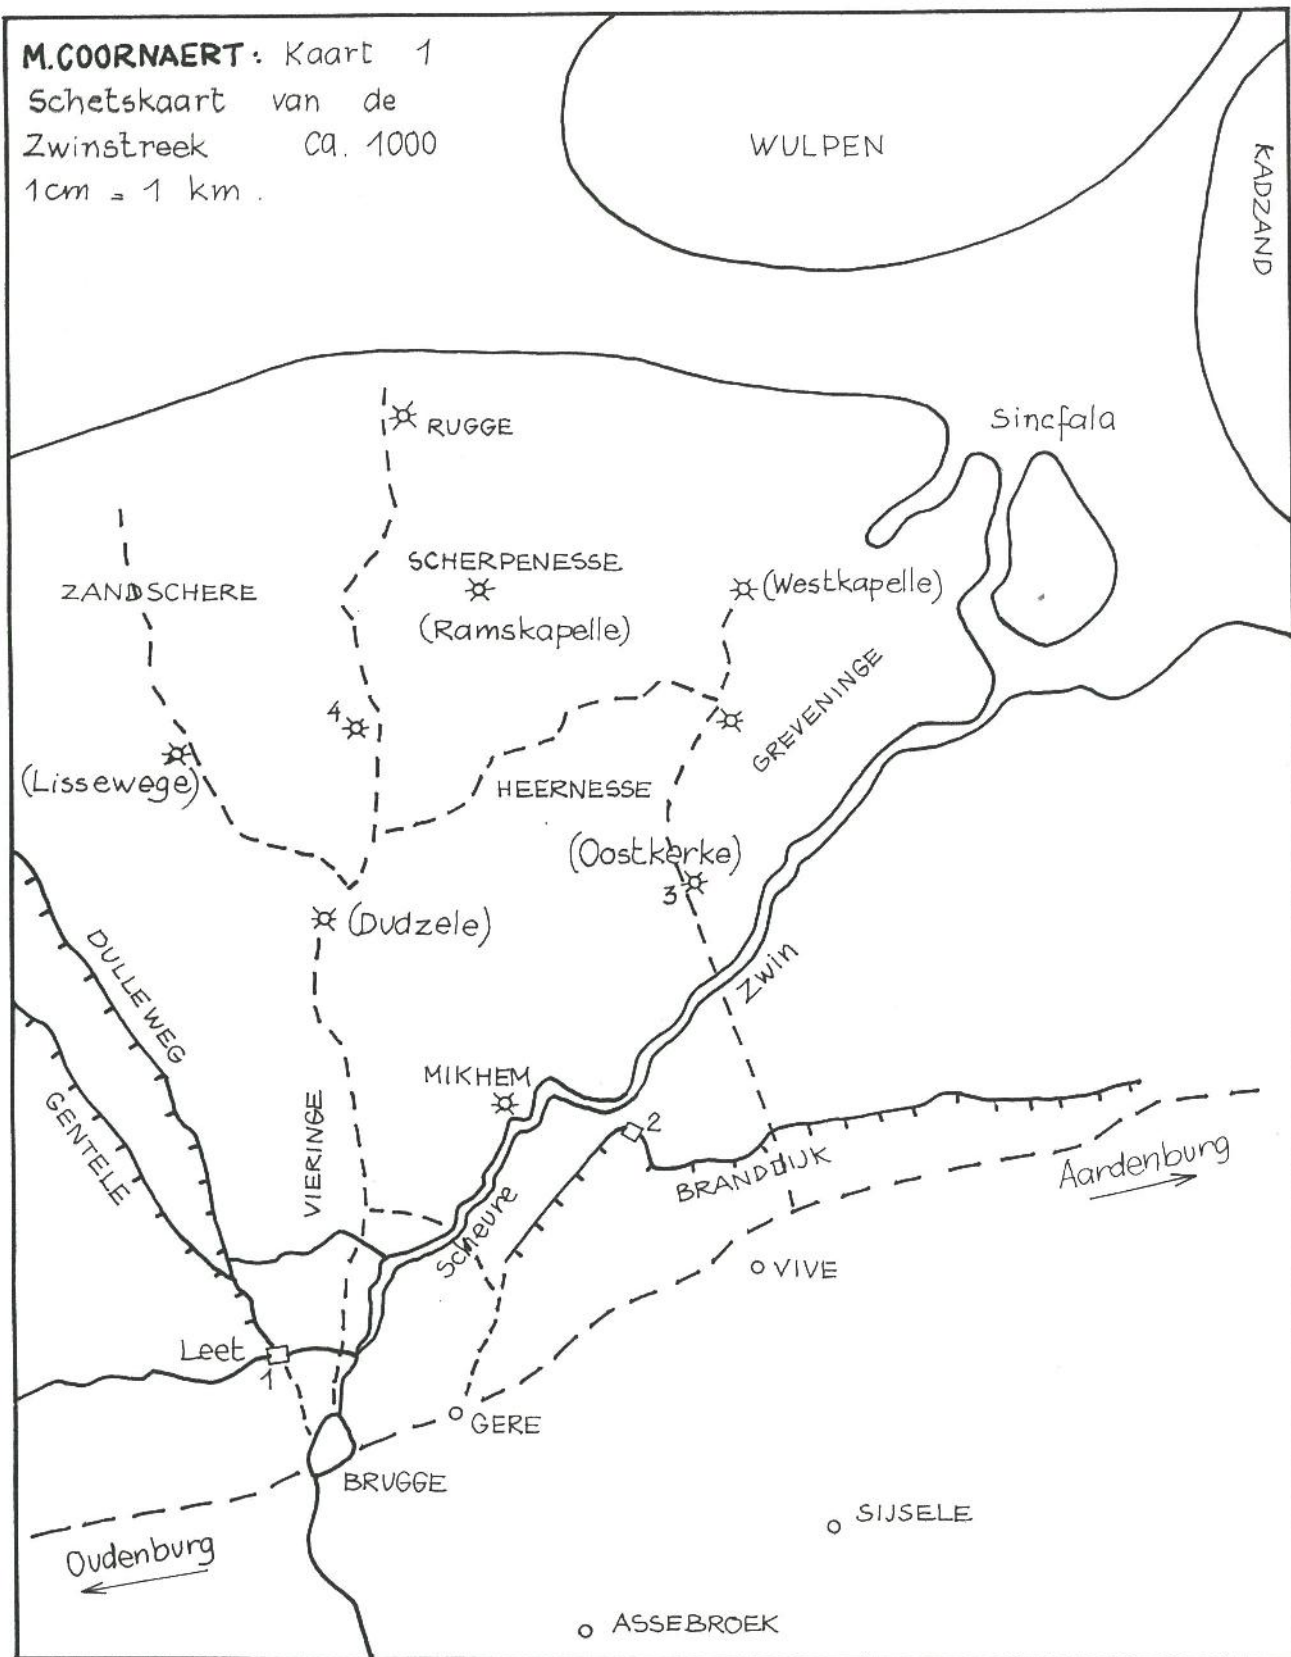 M.COORNAERT: Kaart 1
Schetskaart van de
Zwinstreek ca. 1000
1cm = 1 km.
WULPEN
KADZAND
Sincfala
RUGGE
SCHERPENESSE
(Ramskapelle)
ZANDSCHERE
(Westkapelle)
GREVENINGE
4
(Lissewege)
HEERNESSE
(Oostkerke)
3
(Dudzele)
DULLEWEG
Zwin
GENTELE
VIERINGE
MIKHEM
2
BRANDDIJK
Aardenburg
Scheure
VIVE
Leet
1
GERE
BRUGGE
SIJSELE
Oudenburg
ASSEBROEK